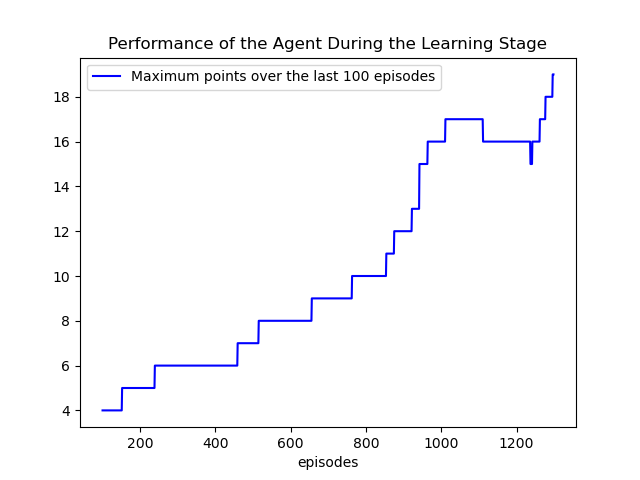 Performance of the Agent During the Learning Stage
Maximum points over the last 100 episodes
18
16
14
12
10
8
6
4
200 400 600 800 1000 1200
episodes